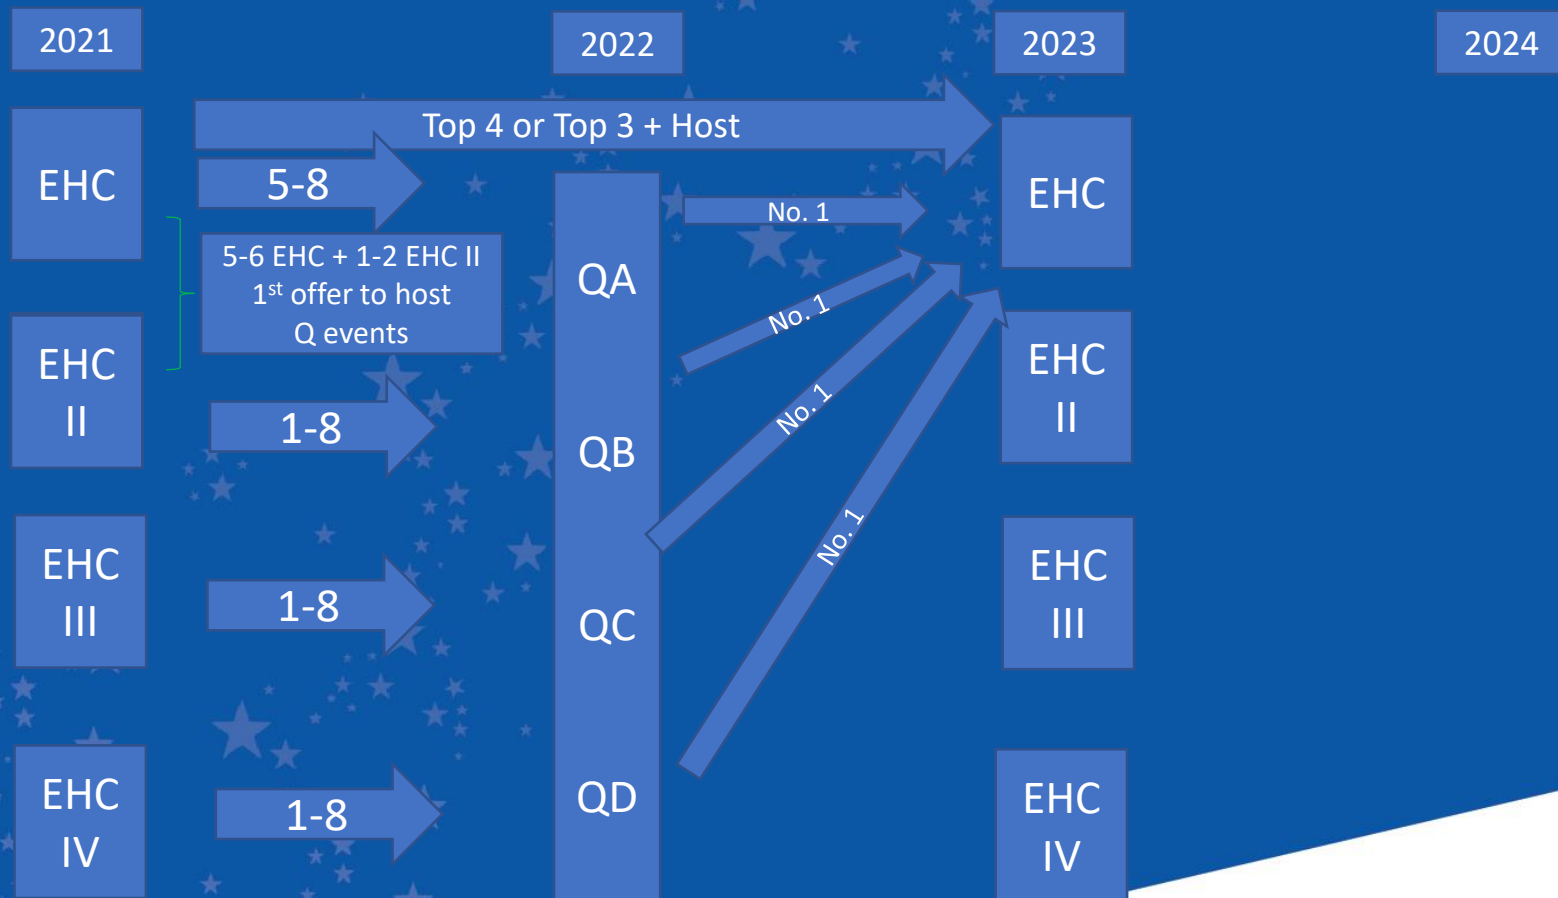 2021
2022
2023
2024
Top 4 or Top 3 + Host
EHC
5-8
5-6 EHC + 1-2 EHC II
1st offer to host
Q events
EHC
II
1-8
EHC
III
1-8
EHC
IV
1-8
QA
QB
QC
QD
No. 1
No. 1
No. 1
No. 1
EHC
EHC
II
EHC
III
EHC
IV